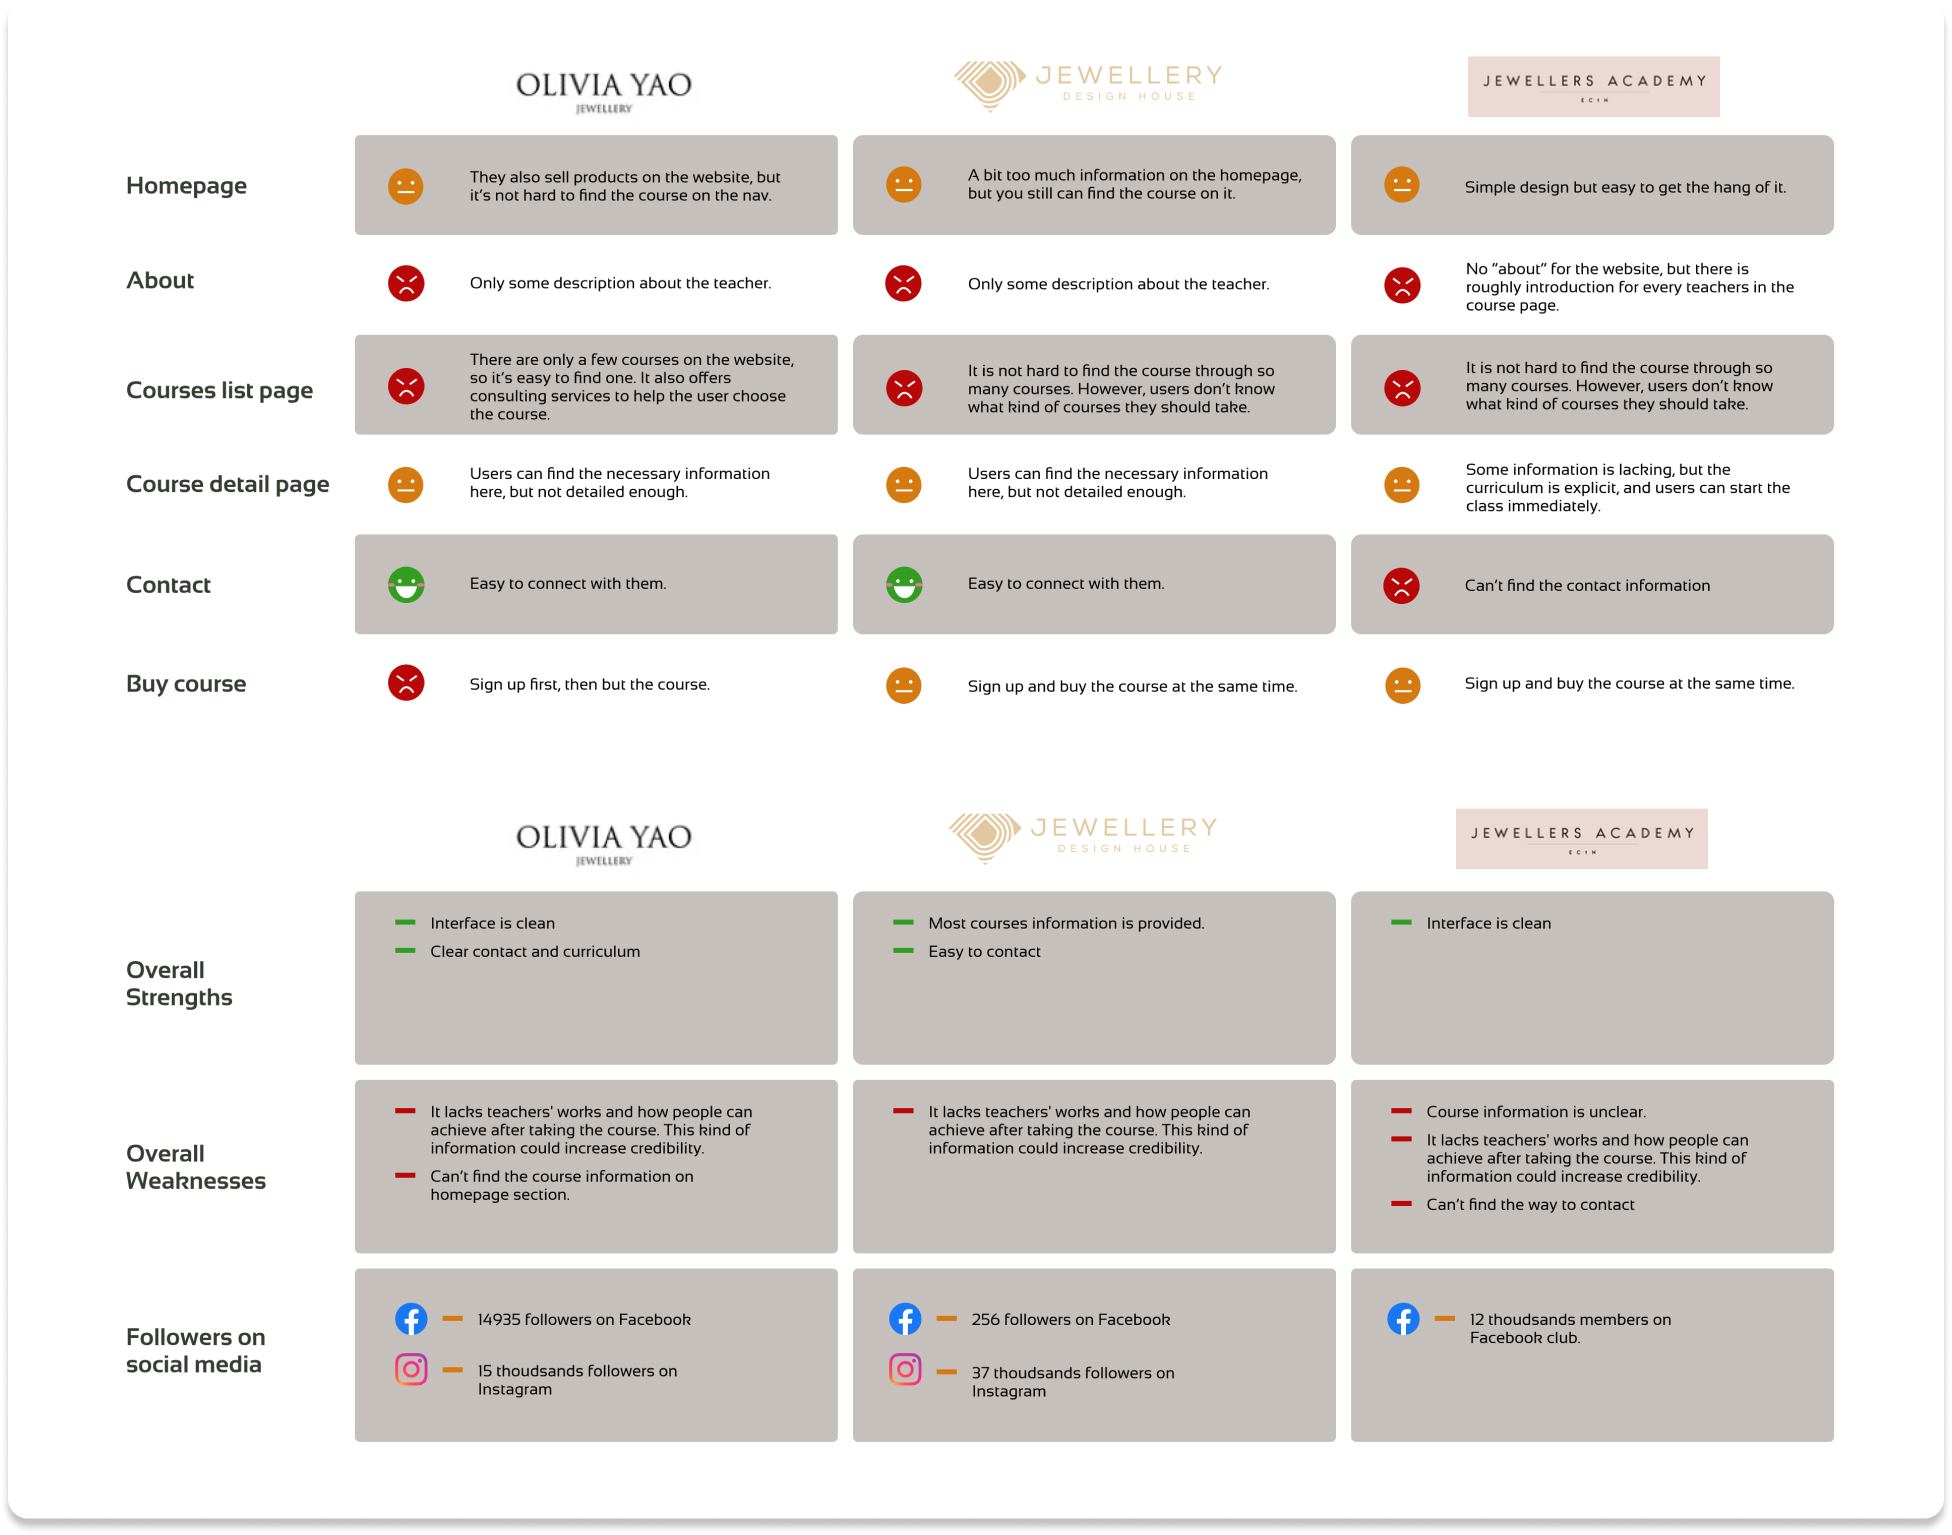 OLIVIA YAO
JEWELLERY
JEWELLERY
DESIGN HOUSE
JEWELLERS ACADEMY
Homepage
They also sell products on the website, but
it's not hard to find the course on the nav.
A bit too much information on the homepage,
but you still can find the course on it.
Simple design but easy to get the hang of it.
About
Only some description about the teacher.
Only some description about the teacher.
No "about" for the website, but there is
roughly introduction for every teachers in the
course page.
Courses list page
There are only a few courses on the website,
so it's easy to find one. It also offers
consulting services to help the user choose
the course.
It is not hard to find the course through so
many courses. However, users don't know
what kind of courses they should take.
It is not hard to find the course through so
many courses. However, users don't know
what kind of courses they should take.
Course detail page
Users can find the necessary information
here, but not detailed enough.
Users can find the necessary information
here, but not detailed enough.
Some information is lacking, but the
curriculum is explicit, and users can start the
class immediately.
Contact
Easy to connect with them.
Easy to connect with them.
Can't find the contact information
Buy course
Sign up first, then but the course.
Sign up and buy the course at the same time.
Sign up and buy the course at the same time.
OLIVIA YAO
JEWELLERY
JEWELLERY
DESIGN HOUSE
JEWELLERS ACADEMY
Overall
Strengths
Interface is clean
Clear contact and curriculum
Most courses information is provided.
Easy to contact
Interface is clean
Overall
Weaknesses
It lacks teachers' works and how people can
achieve after taking the course. This kind of
information could increase credibility.
Can't find the course information on
homepage section.
It lacks teachers' works and how people can
achieve after taking the course. This kind of
information could increase credibility.
Course information is unclear.
It lacks teachers' works and how people can
achieve after taking the course. This kind of
information could increase credibility.
Can't find the way to contact
Followers on
social media
14935 followers on Facebook
15 thoudsands followers on
Instagram
256 followers on Facebook
37 thoudsands followers on
Instagram
12 thoudsands members on
Facebook club.